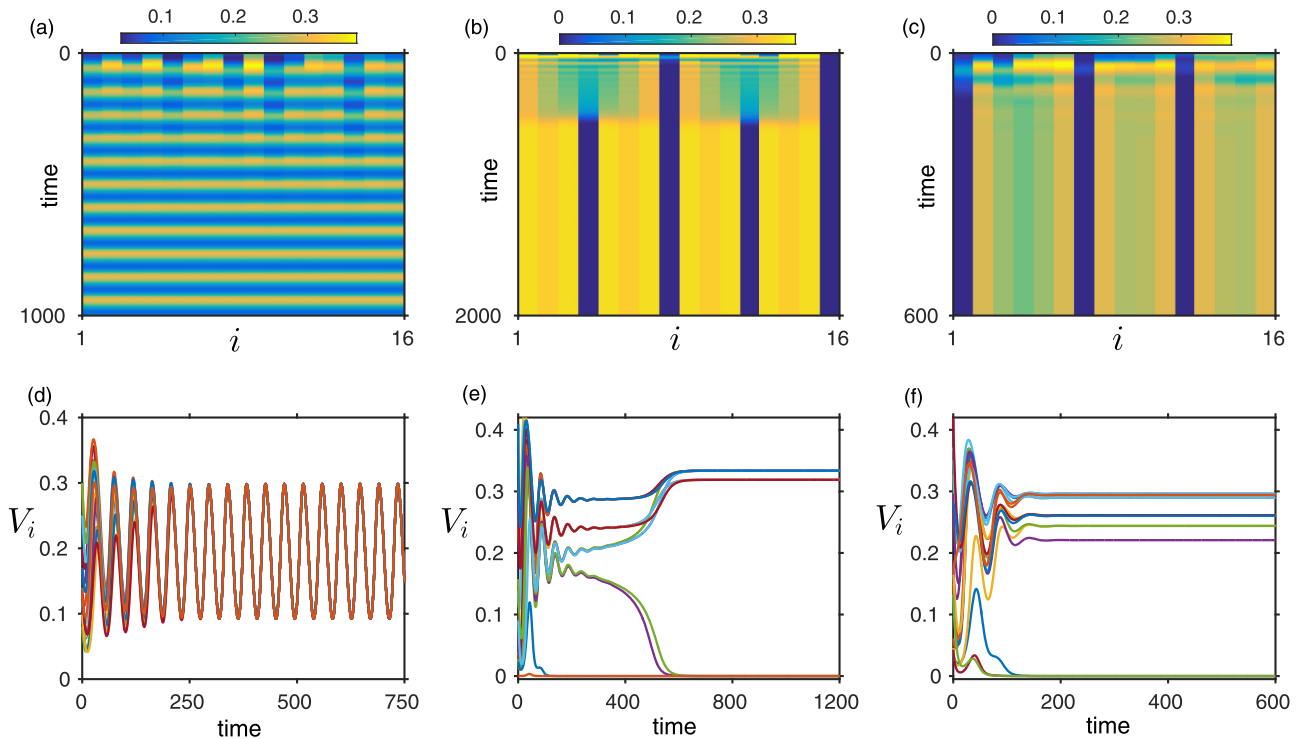 (a) 0.1 0.2 0.3
(b) 0 0.1 0.2 0.3
(c) 0 0.1 0.2 0.3
0 time 1000
1 i 16
0 time 2000
1 i 16
0 time 600
1 i 16
(d)
0.4
0.3
V_i
0.2
0.1
0
0 250 500 750
time
(e)
0.4
0.3
V_i
0.2
0.1
0
0 400 800 1200
time
(f)
0.4
0.3
V_i
0.2
0.1
0
0 200 400 600
time